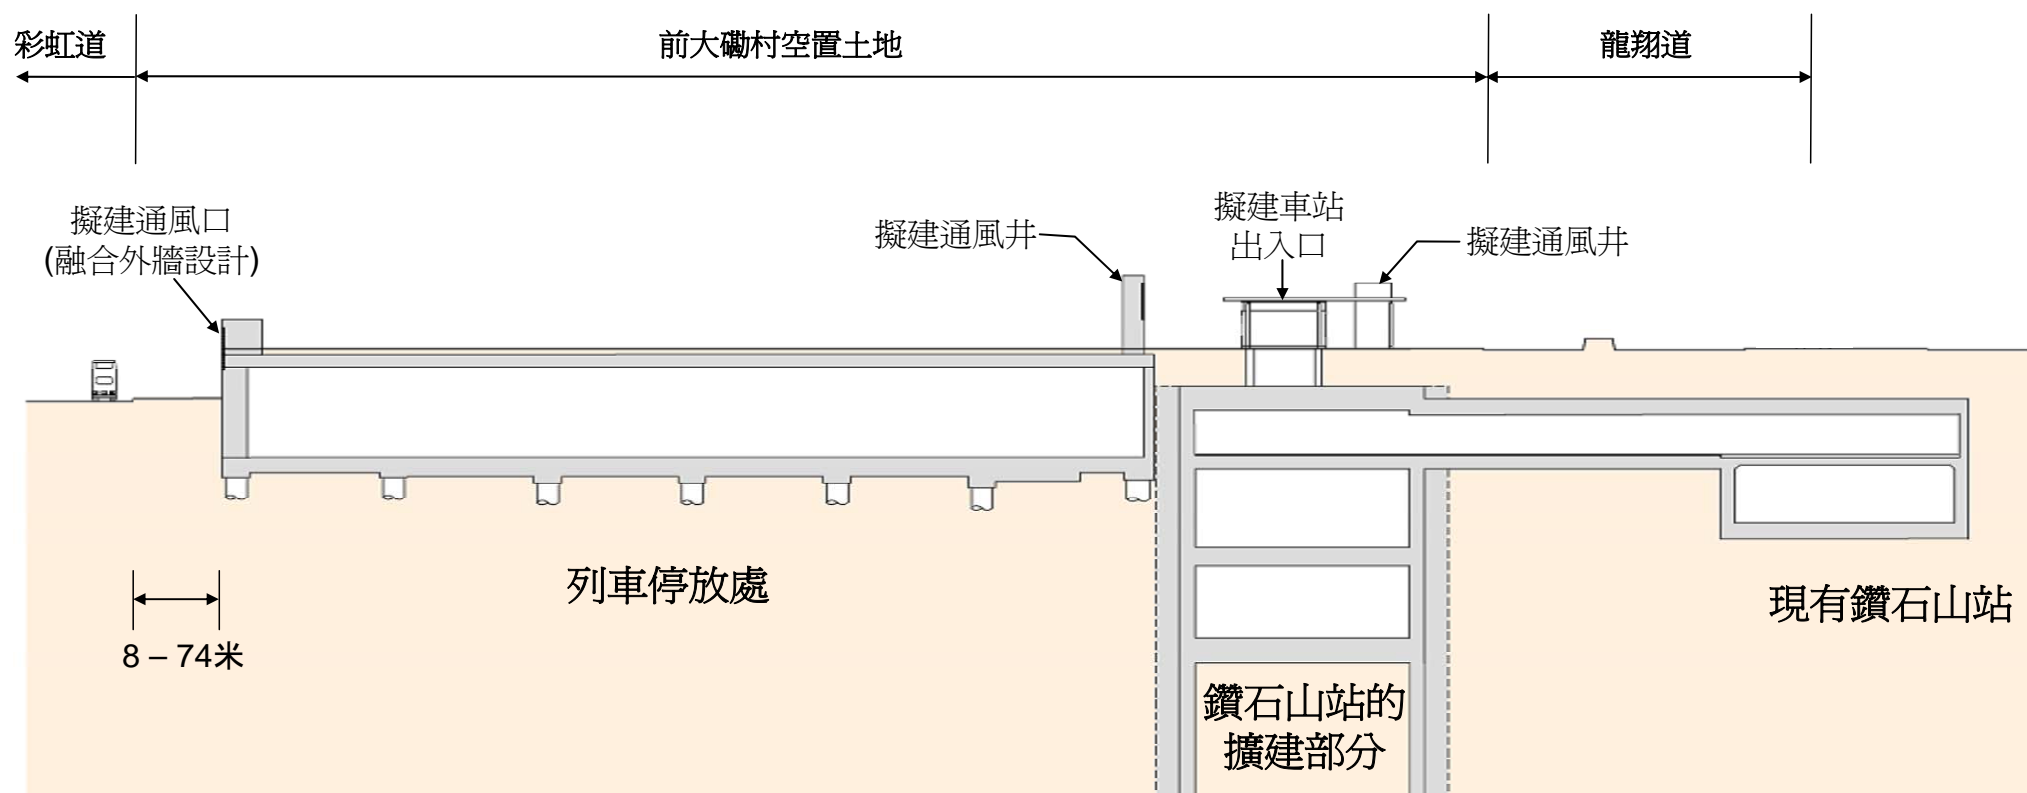 彩虹道
前大磡村空置土地
龍翔道
擬建通風口
(融合外牆設計)
擬建通風井
擬建車站
出入口
擬建通風井
列車停放處
現有鑽石山站
8 – 74米
鑽石山站的
擴建部分